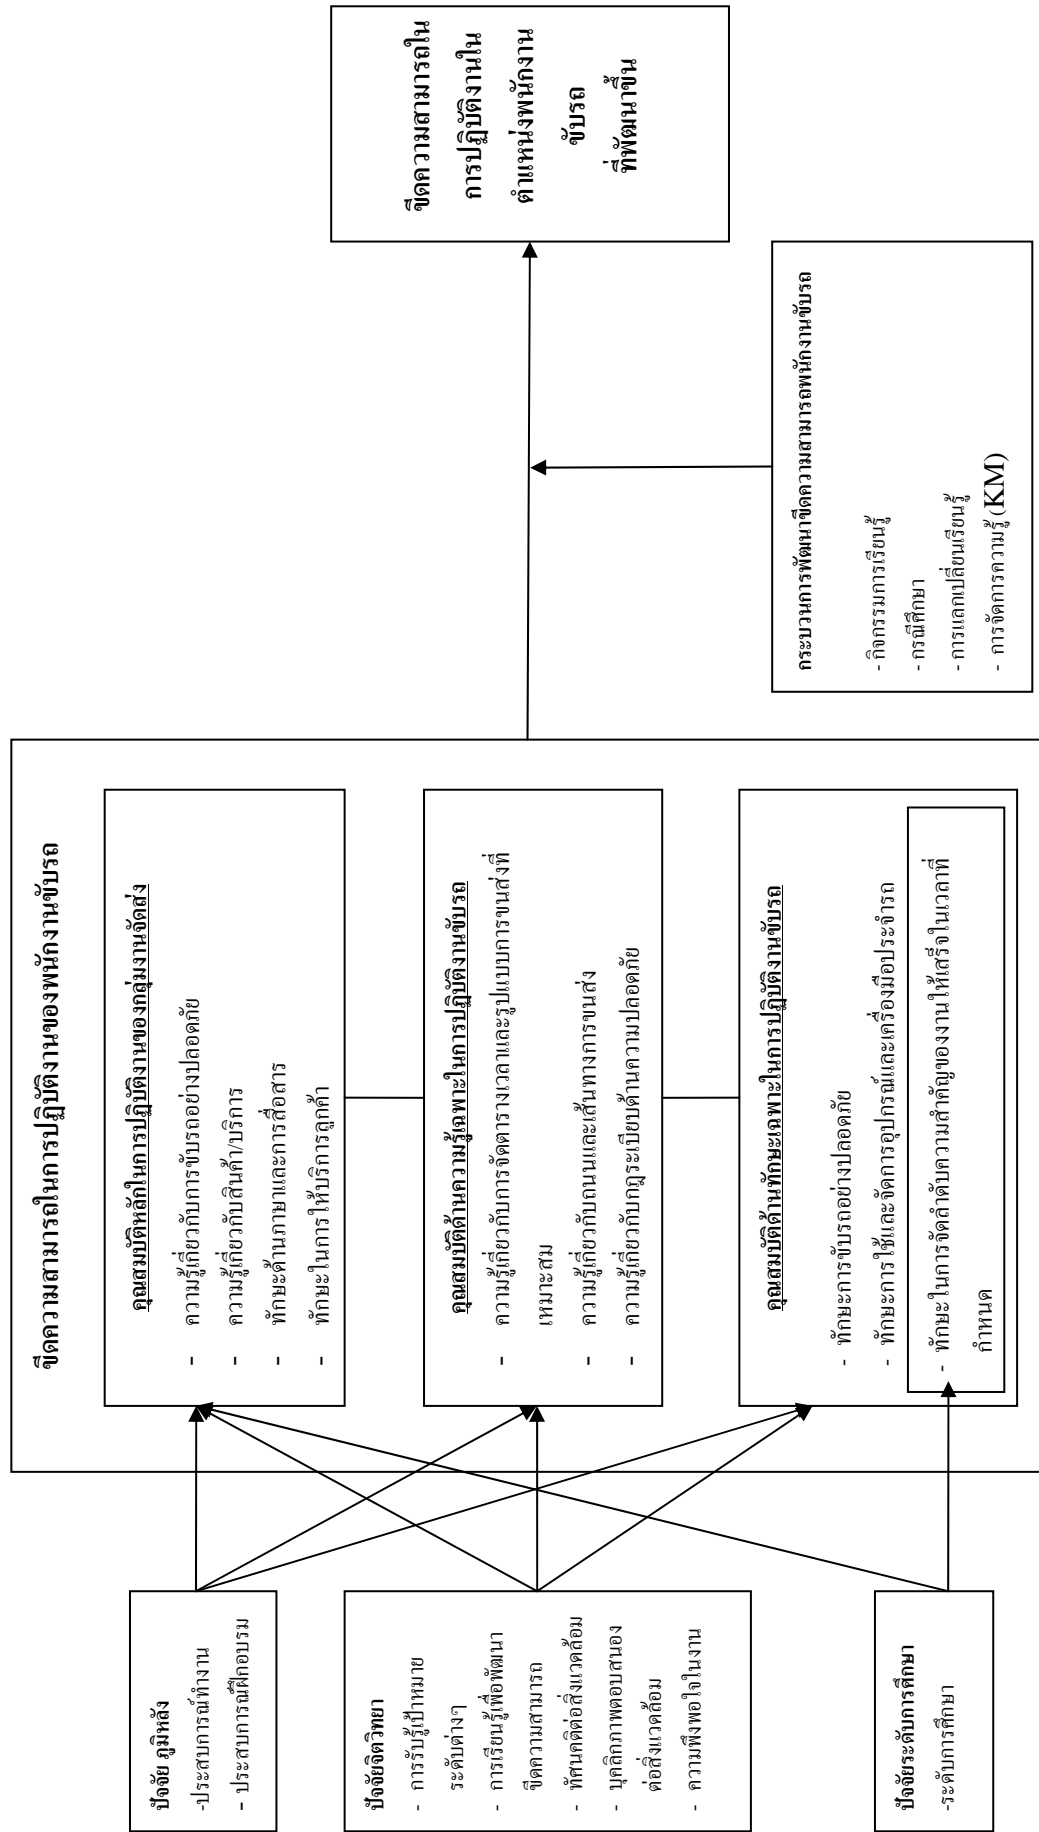 ปัจจัย ภูมิหลัง
-ประสบการณ์ทำงาน
- ประสบการณ์ฝึกอบรม
ปัจจัยจิตวิทยา
- การรับรู้เป้าหมาย
ระดับต่างๆ
- การเรียนรู้เพื่อพัฒนา
ขีดความสามารถ
- ทัศนคติต่อสิ่งแวดล้อม
- บุคลิกภาพตอบสนอง
ต่อสิ่งแวดล้อม
- ความพึงพอใจในงาน
ปัจจัยระดับการศึกษา
-ระดับการศึกษา
ขีดความสามารถในการปฏิบัติงานของพนักงานขับรถ
คุณสมบัติหลักในการปฏิบัติงานของกลุ่มงานจัดส่ง
- ความรู้เกี่ยวกับการขับรถอย่างปลอดภัย
- ความรู้เกี่ยวกับสินค้า/บริการ
- ทักษะด้านภาษาและการสื่อสาร
- ทักษะในการให้บริการลูกค้า
คุณสมบัติด้านความรู้เฉพาะในการปฏิบัติงานขับรถ
- ความรู้เกี่ยวกับการจัดตารางเวลาและรูปแบบการขนส่งที่
เหมาะสม
- ความรู้เกี่ยวกับถนนและเส้นทางการขนส่ง
- ความรู้เกี่ยวกับกฎระเบียบด้านความปลอดภัย
คุณสมบัติด้านทักษะเฉพาะในการปฏิบัติงานขับรถ
- ทักษะการขับรถอย่างปลอดภัย
- ทักษะการใช้และจัดการอุปกรณ์และเครื่องมือประจำรถ
- ทักษะในการจัดลำดับความสำคัญของงานให้เสร็จในเวลาที่
กำหนด
กระบวนการพัฒนาขีดความสามารถพนักงานขับรถ
- กิจกรรมการเรียนรู้
- กรณีศึกษา
- การแลกเปลี่ยนเรียนรู้
- การจัดการความรู้ (KM)
ขีดความสามารถใน
การปฏิบัติงานใน
ตำแหน่งพนักงาน
ขับรถ
ที่พัฒนาขึ้น